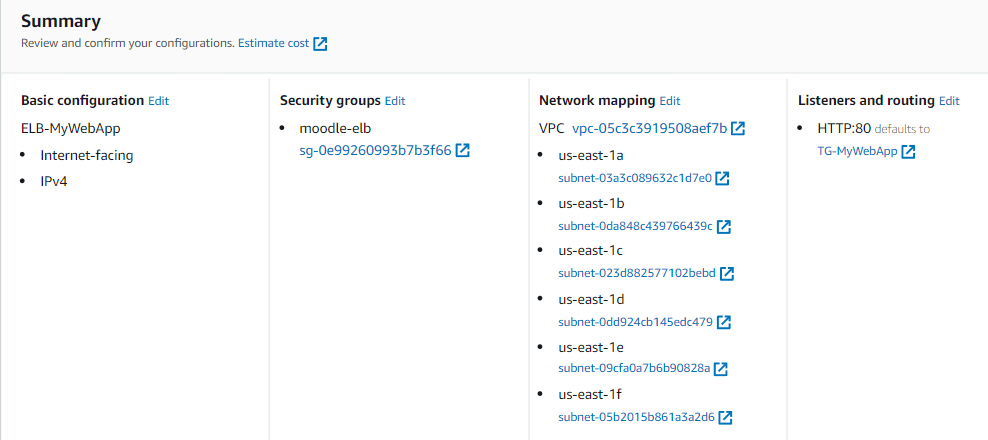 Summary
Review and confirm your configurations. Estimate cost
Basic configuration Edit
ELB-MyWebApp
Internet-facing
IPv4
Security groups Edit
moodle-elb
sg-0e99260993b7b3f66
Network mapping Edit
VPC vpc-05c3c3919508aef7b
us-east-1a
subnet-03a3c089632c1d7e0
us-east-1b
subnet-0da848c439766439c
us-east-1c
subnet-023d882577102bebd
us-east-1d
subnet-0dd924cb145edc479
us-east-1e
subnet-09cfa0a7b6b90828a
us-east-1f
subnet-05b2015b861a3a2d6
Listeners and routing Edit
HTTP:80 defaults to
TG-MyWebApp